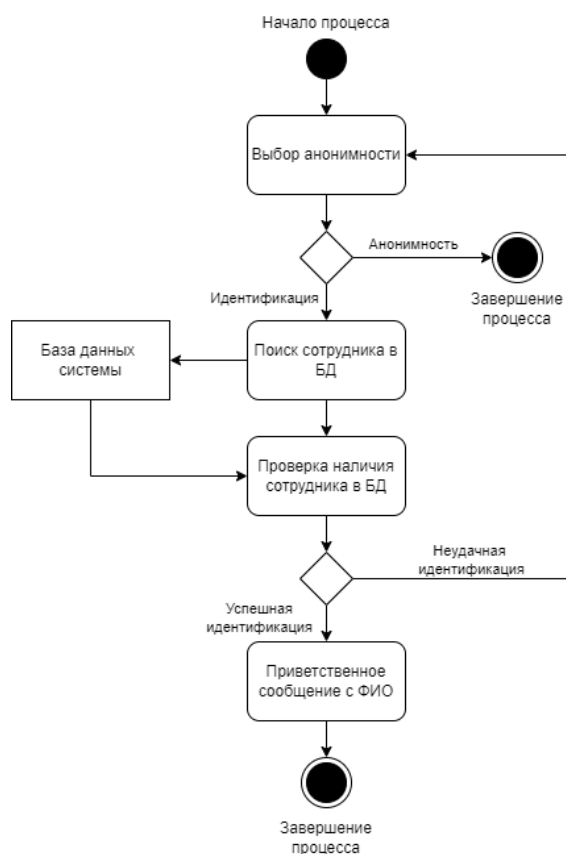 Начало процесса
Выбор анонимности
Анонимность
Завершение
процесса
Идентификация
База данных
системы
Поиск сотрудника в
БД
Проверка наличия
сотрудника в БД
Неудачная
идентификация
Успешная
идентификация
Приветственное
сообщение с ФИО
Завершение
процесса